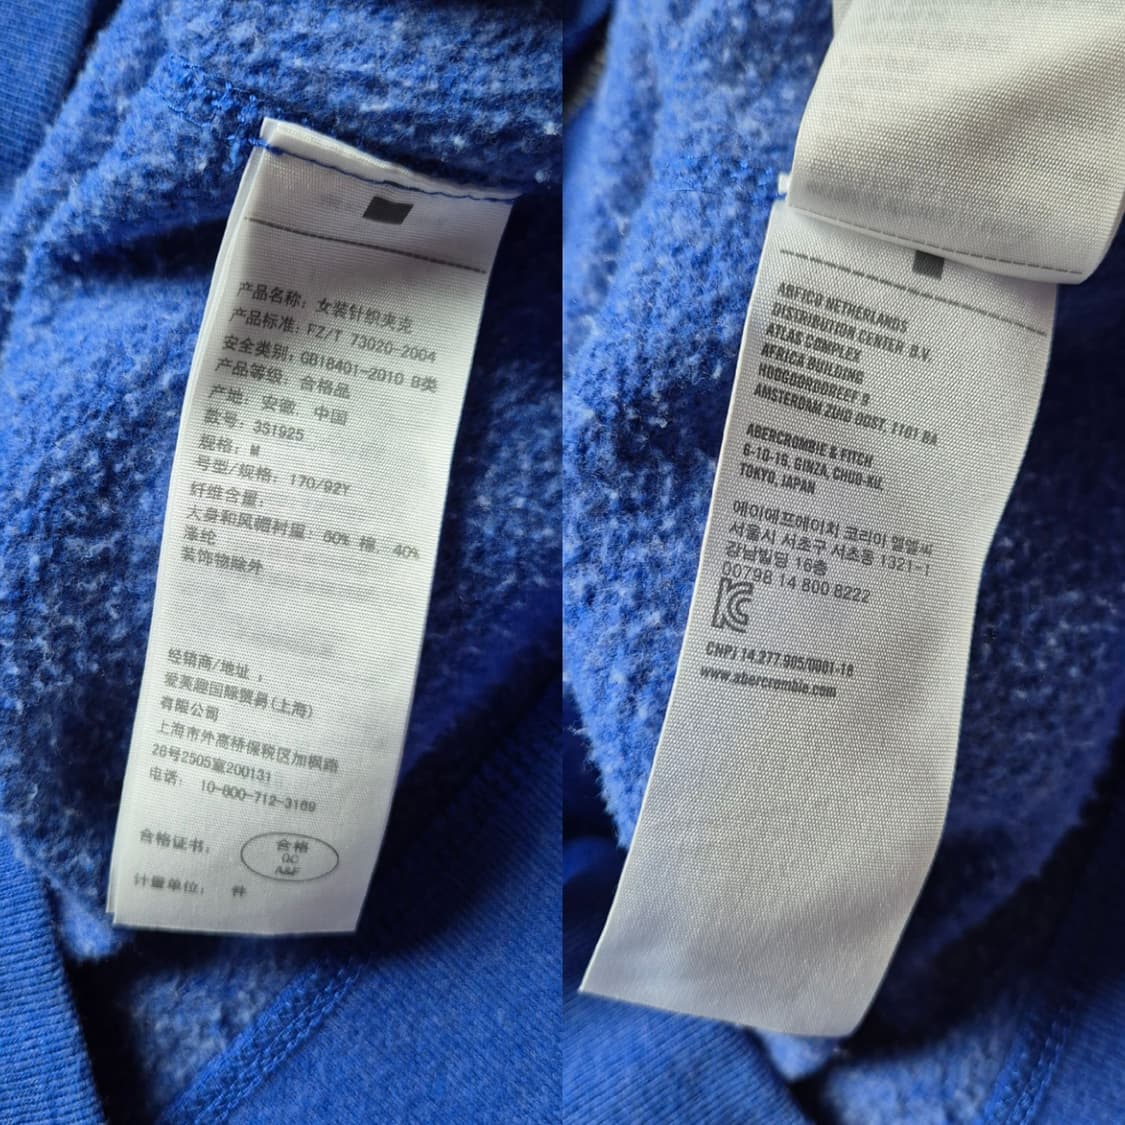 产品名称: 女装针织夹克
产品标准: FZ/T 73020-2004
安全类别: GB18401-2010 B类
产品等级: 合格品
产地: 安徽, 中国
款号: 3S1925
规格: M
号型/规格: 170/92Y
纤维含量:
大身和风帽衬里: 60% 棉, 40%
涤纶
装饰物除外
经销商/地址:
爱芙趣国际贸易(上海)
有限公司
上海市外高桥保税区加枫路
28号2505室200131
电话: 10-800-712-3169
合格证书:
合格
QC
A&F
计量单位: 件
ABFICO NETHERLANDS
DISTRIBUTION CENTER B.V.
ATLAS COMPLEX
AFRICA BUILDING
HOOGOORDDREEF 9
AMSTERDAM ZUID OOST, 1101 BA
ABERCROMBIE & FITCH
6-10-16, GINZA, CHUO-KU,
TOKYO, JAPAN
에이에프에이치 코리아 엘엘씨
서울시 서초구 서초동 1321-1
강남빌딩 16층
00798 14 800 8222
KC
CNPJ 14.277.905/0001-18
www.abercrombie.com